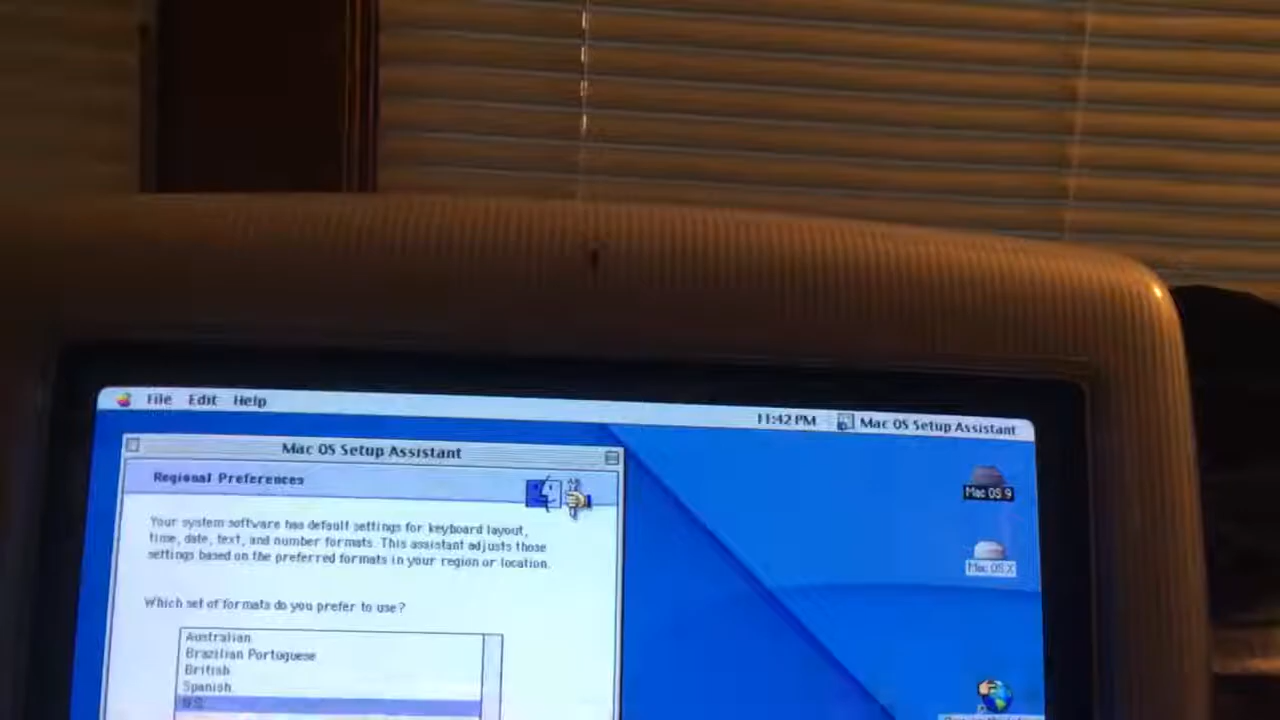 File Edit Help
11:42 PM Mac OS Setup Assistant
Mac OS Setup Assistant
Regional Preferences
Your system software has default settings for keyboard layout,
time, date, text, and number formats. This assistant adjusts those
settings based on the preferred formats in your region or location.
Which set of formats do you prefer to use?
Australian
Brazilian Portuguese
British
Spanish
U.S.
Mac OS 9
Mac OS X